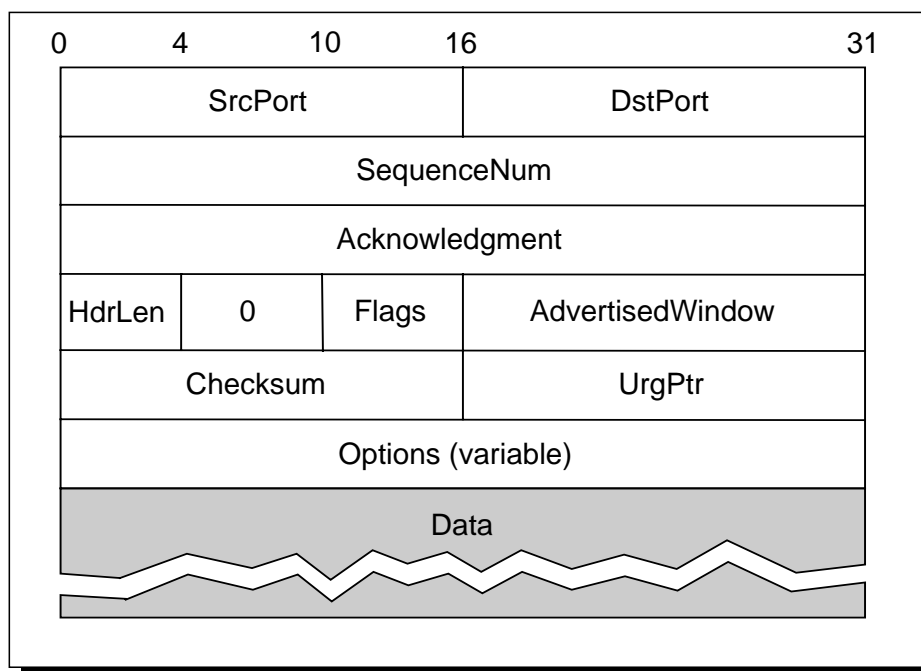 0 4 10 16 31
SrcPort DstPort
SequenceNum
Acknowledgment
HdrLen 0 Flags AdvertisedWindow
Checksum UrgPtr
Options (variable)
Data